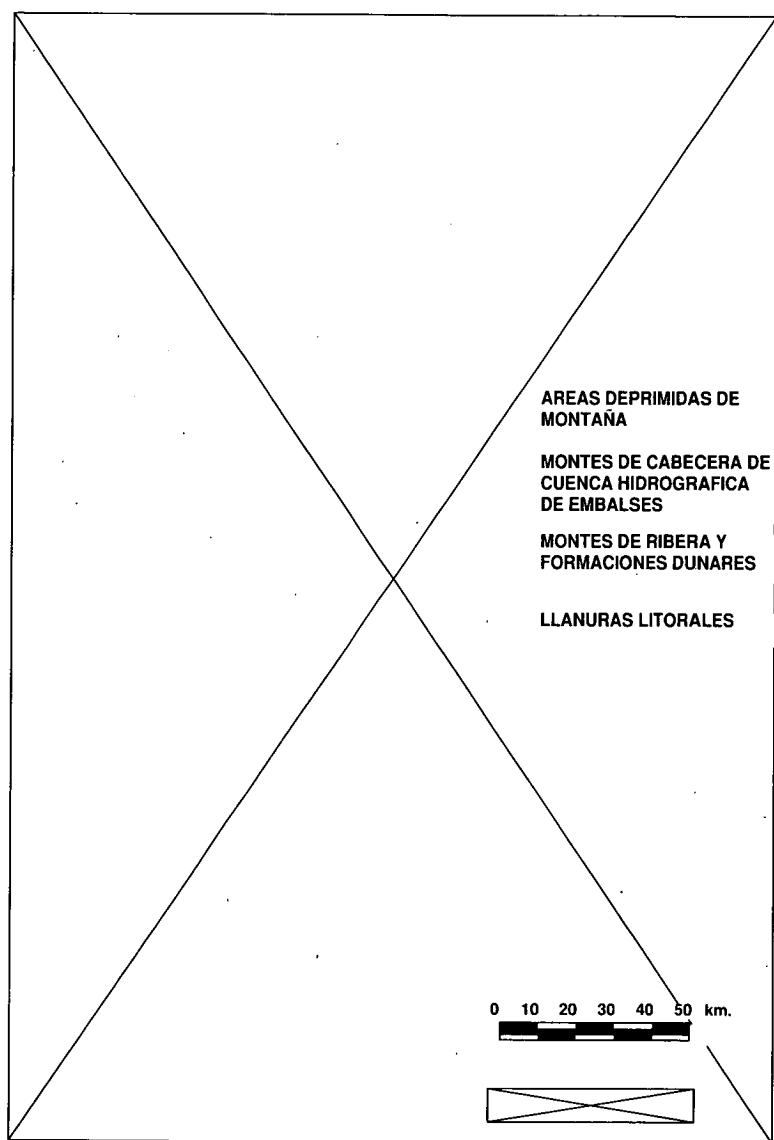 AREAS DEPRIMIDAS DE
MONTAÑA
MONTES DE CABECERA DE
CUENCA HIDROGRAFICA
DE EMBALSES
MONTES DE RIBERA Y
FORMACIONES DUNARES
LLANURAS LITORALES
0 10 20 30 40 50 km.